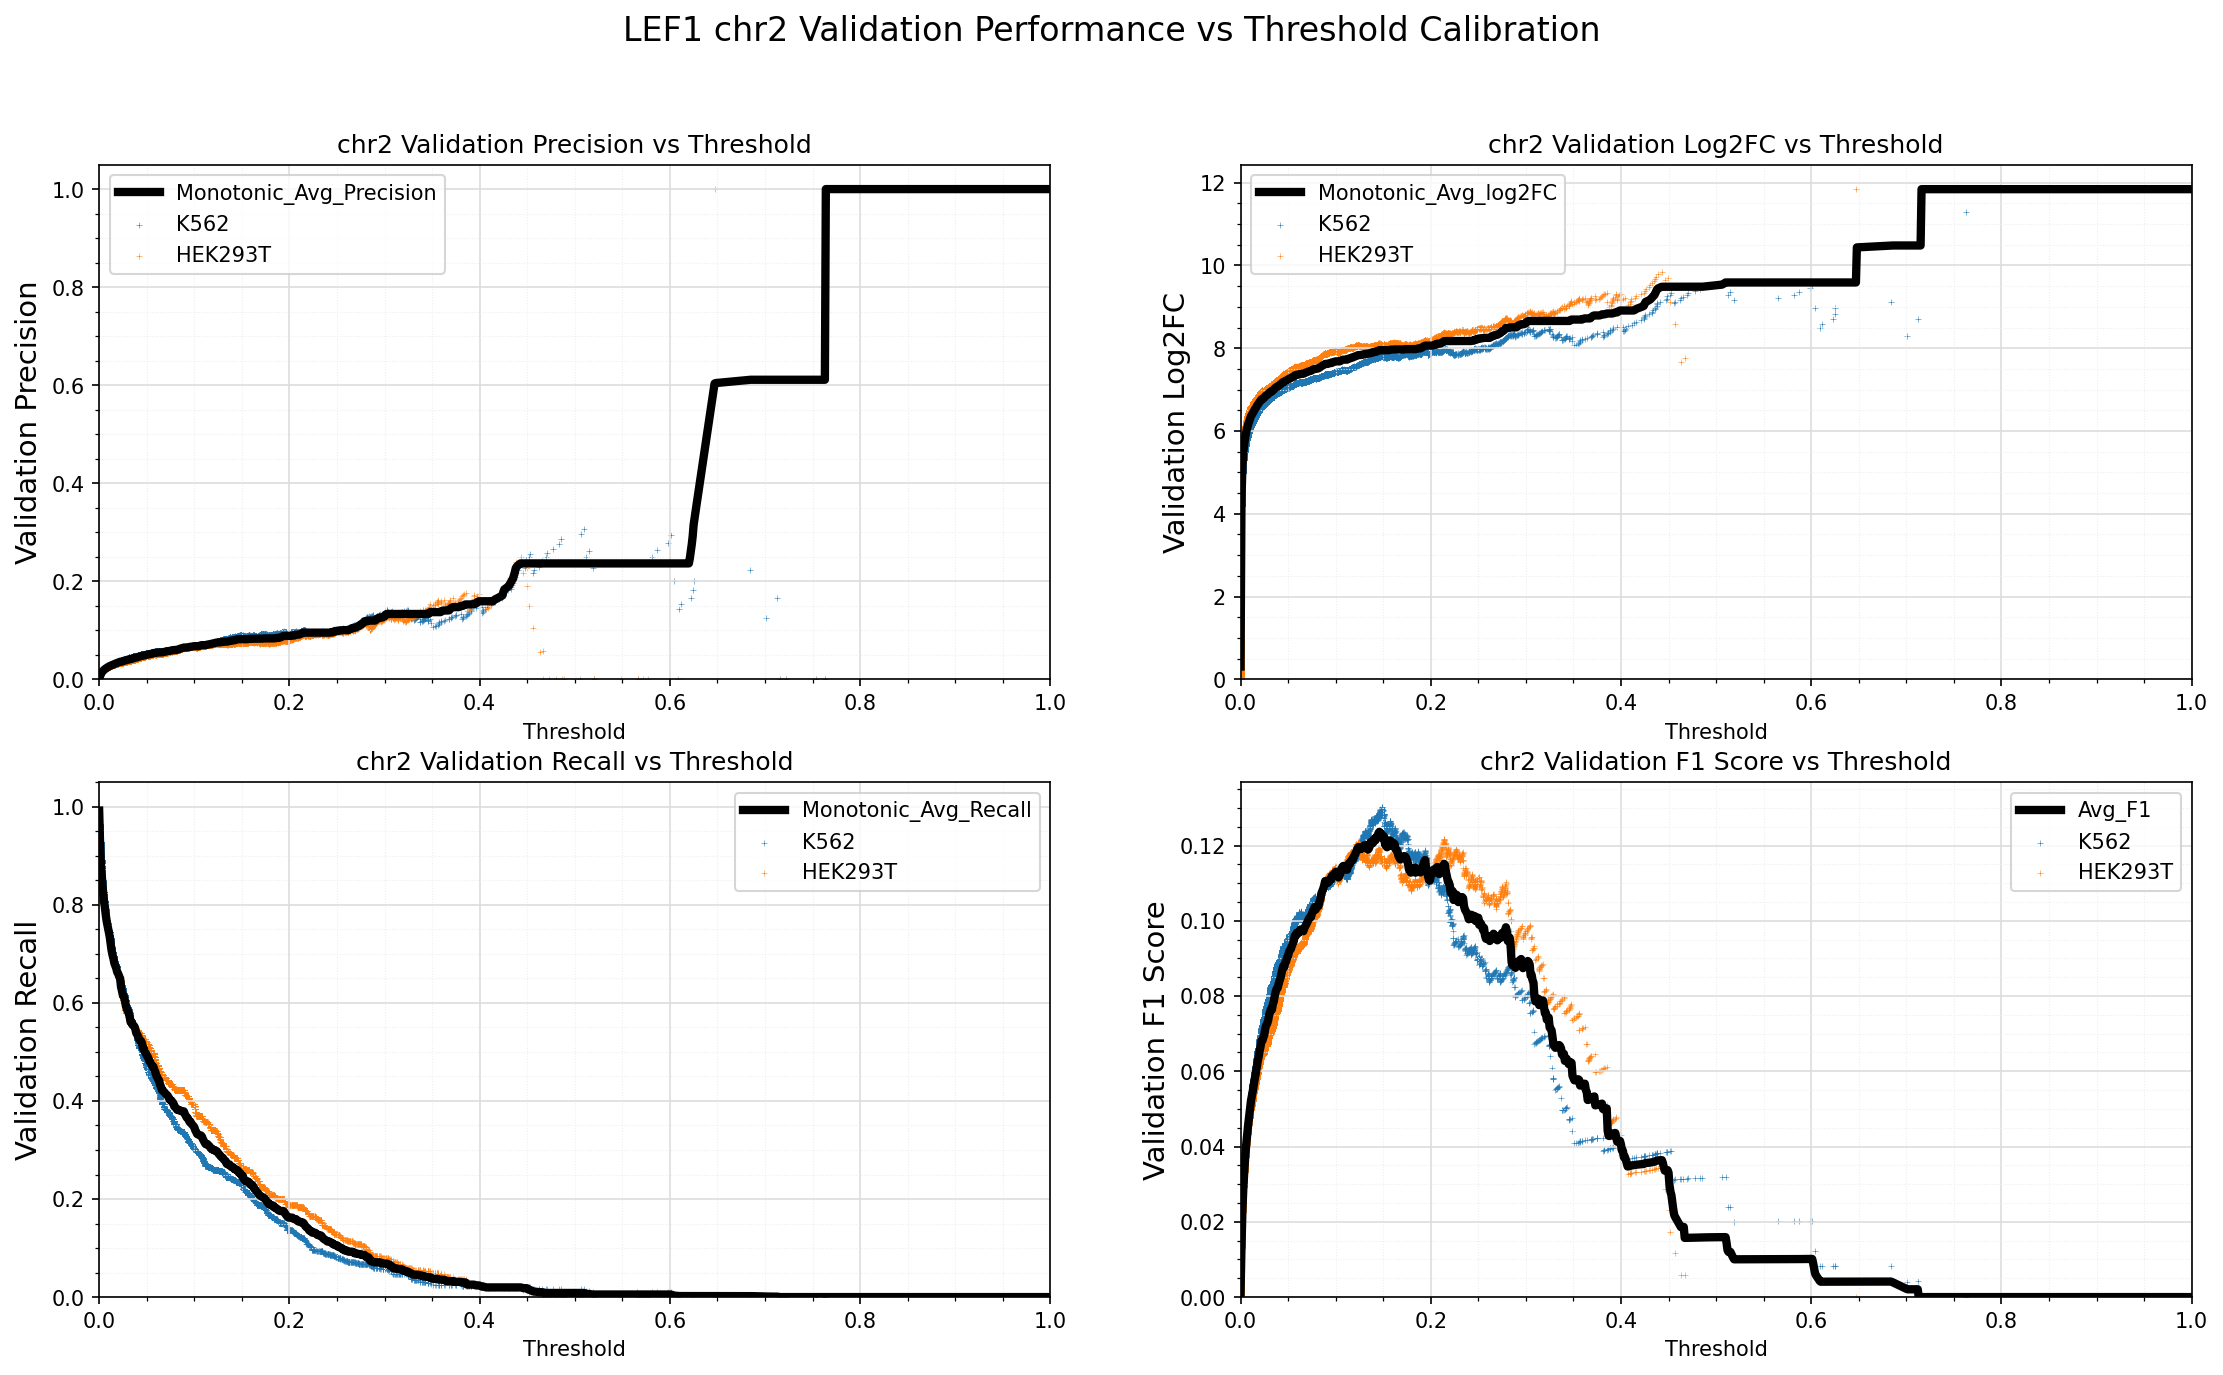 LEF1 chr2 Validation Performance vs Threshold Calibration
chr2 Validation Precision vs Threshold
Validation Precision
1.0
0.8
0.6
0.4
0.2
0.0
Monotonic_Avg_Precision
K562
HEK293T
0.0 0.2 0.4 0.6 0.8 1.0
Threshold
chr2 Validation Log2FC vs Threshold
Validation Log2FC
12
10
8
6
4
2
0
Monotonic_Avg_log2FC
K562
HEK293T
0.0 0.2 0.4 0.6 0.8 1.0
Threshold
chr2 Validation Recall vs Threshold
Validation Recall
1.0
0.8
0.6
0.4
0.2
0.0
Monotonic_Avg_Recall
K562
HEK293T
0.0 0.2 0.4 0.6 0.8 1.0
Threshold
chr2 Validation F1 Score vs Threshold
Validation F1 Score
0.12
0.10
0.08
0.06
0.04
0.02
0.00
Avg_F1
K562
HEK293T
0.0 0.2 0.4 0.6 0.8 1.0
Threshold